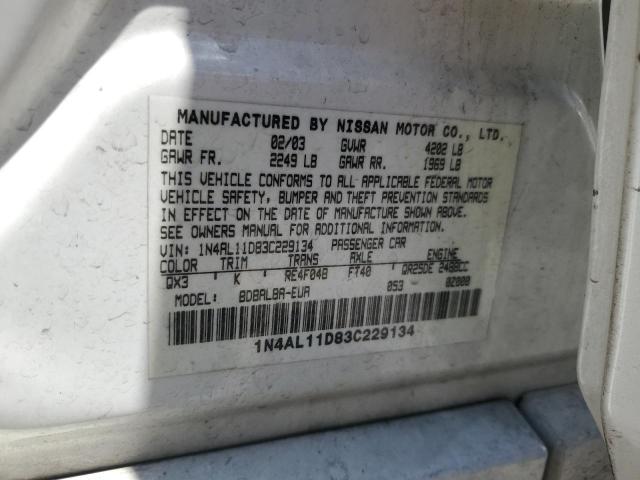 MANUFACTURED BY NISSAN MOTOR CO., LTD.
DATE 02/03 GVWR 4202 LB
GAWR FR. 2249 LB GAWR RR. 1969 LB
THIS VEHICLE CONFORMS TO ALL APPLICABLE FEDERAL MOTOR
VEHICLE SAFETY, BUMPER AND THEFT PREVENTION STANDARDS
IN EFFECT ON THE DATE OF MANUFACTURE SHOWN ABOVE.
SEE OWNERS MANUAL FOR ADDITIONAL INFORMATION.
VIN: 1N4AL11D83C229134 PASSENGER CAR
COLOR TRIM TRANS AXLE ENGINE
QX3 K RE4F04B FT40 QR25DE 2488CC
MODEL: BDBALBA-EUA 053 02000
1N4AL11D83C229134